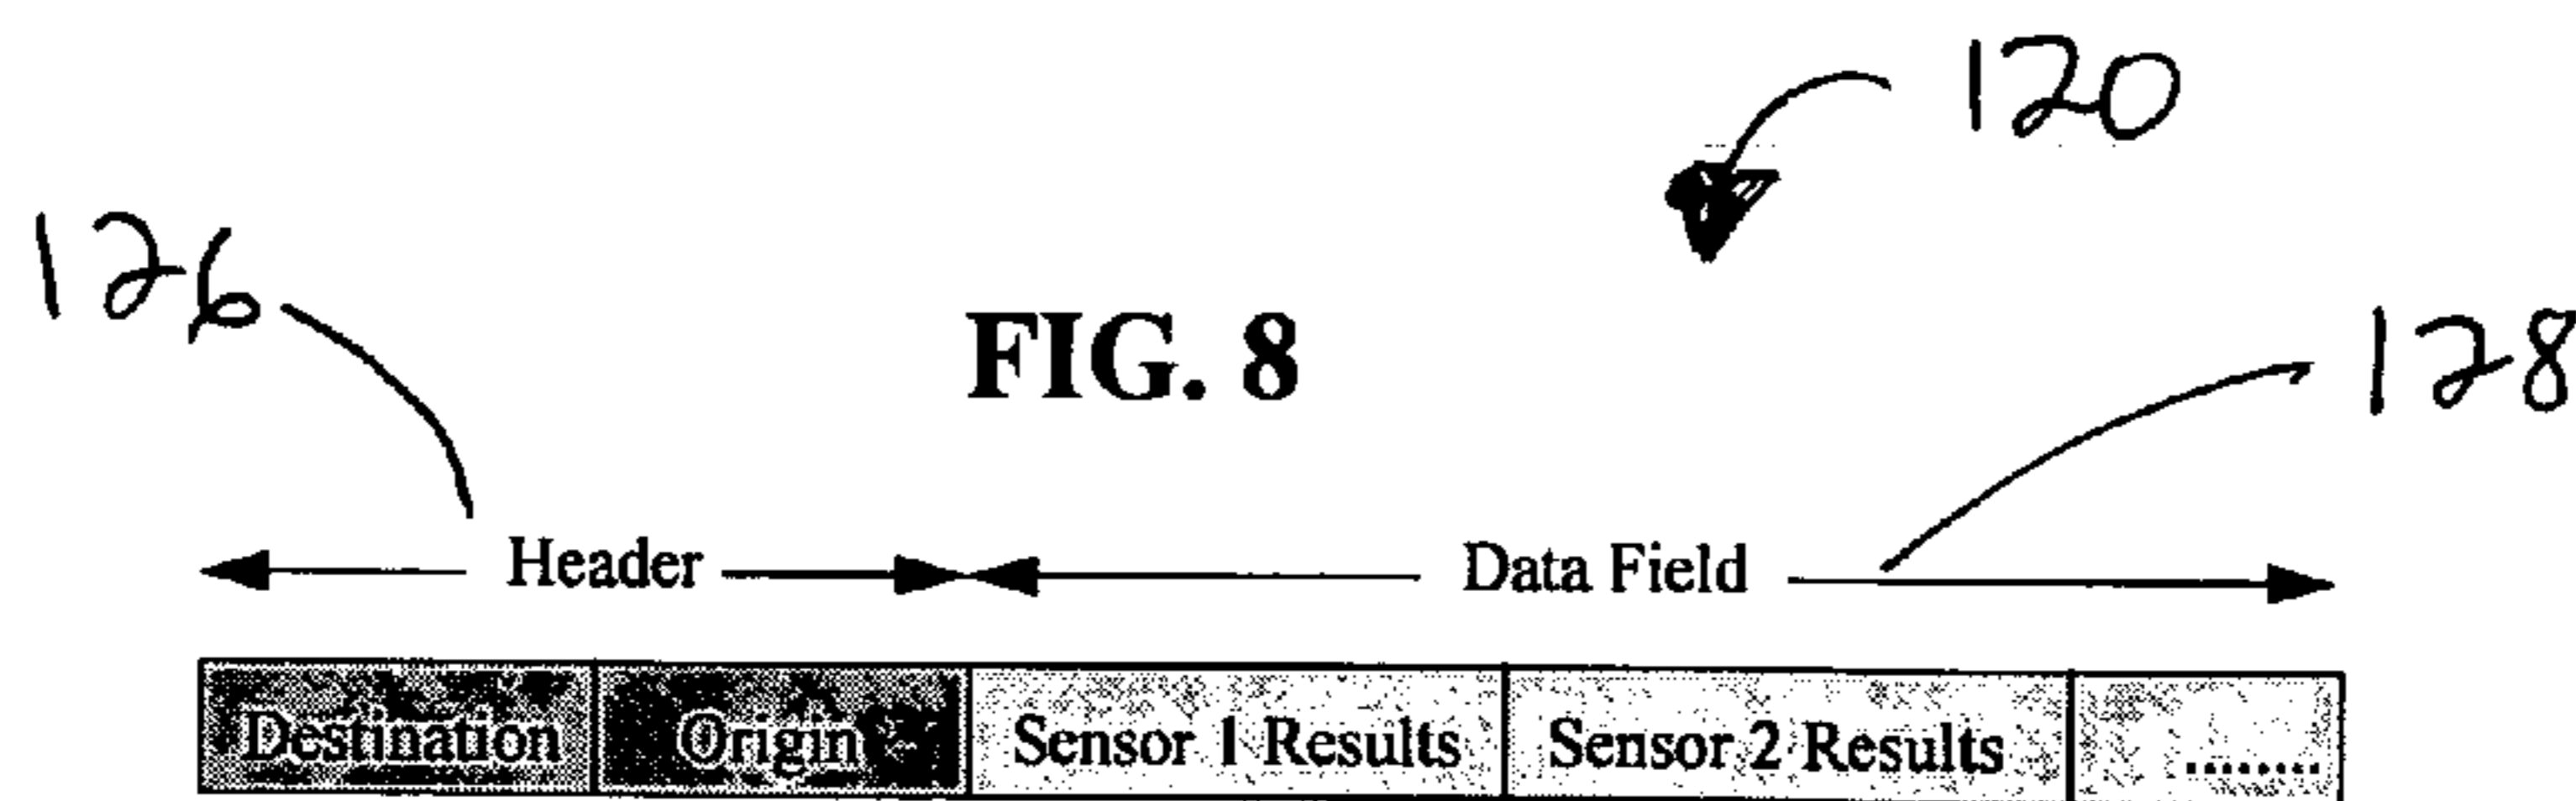 120
126
FIG. 8
128
Header Data Field
Destination Origin Sensor 1 Results Sensor 2 Results ........